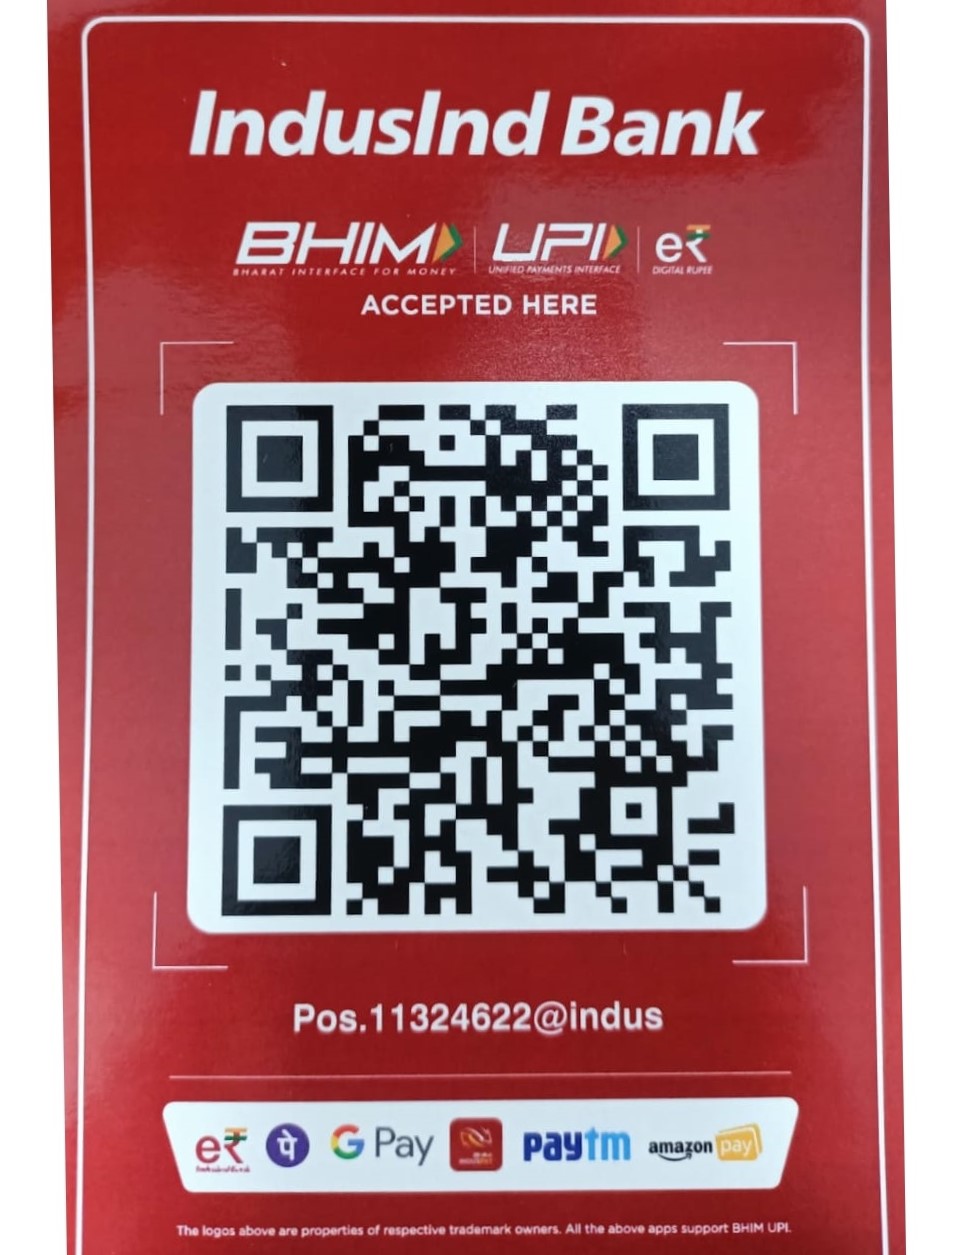 IndusInd Bank
BHIM UPI e₹
BHARAT INTERFACE FOR MONEY UNIFIED PAYMENTS INTERFACE DIGITAL RUPEE
ACCEPTED HERE
Pos.11324622@indus
e₹ पे G Pay paytm amazon pay
The logos above are properties of respective trademark owners. All the above apps support BHIM UPI.